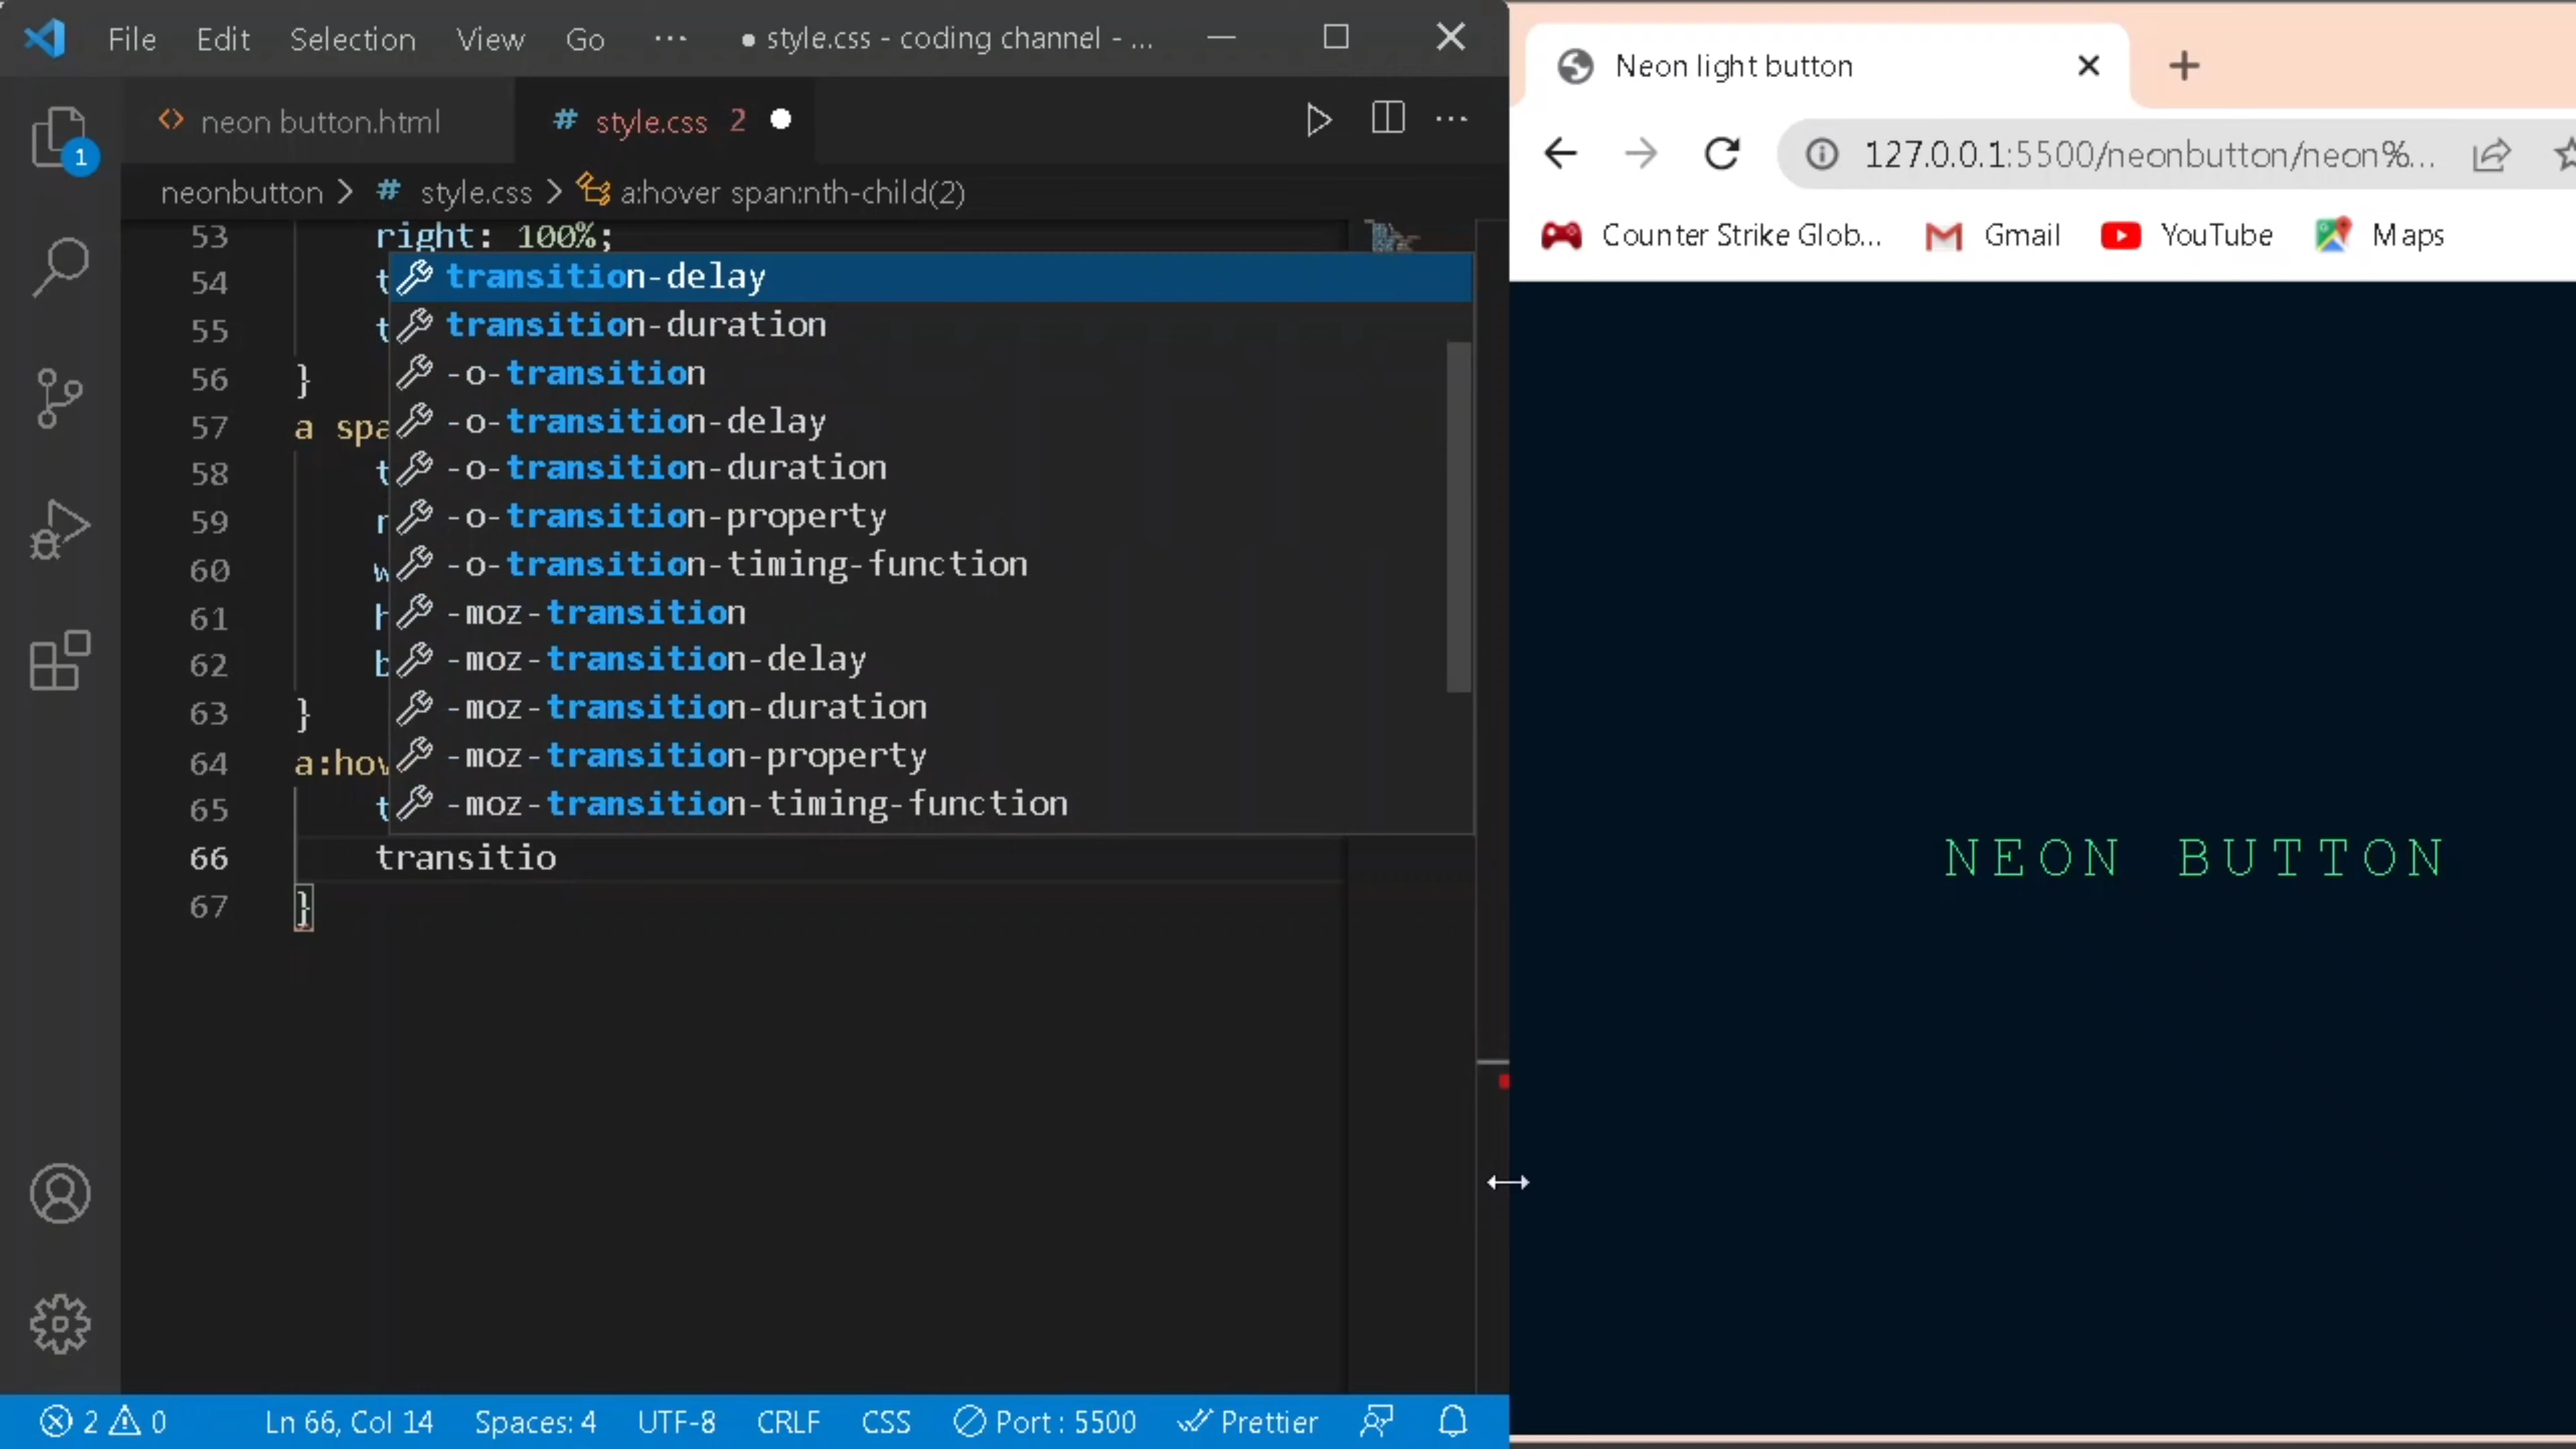 File Edit Selection View Go ··· ● style.css - coding channel - ...
neon button.html # style.css 2
1
neonbutton > # style.css > a:hover span:nth-child(2)
53 right: 100%;
54 t
55 t
56 }
57 a spa
58 t
59 r
60 w
61 h
62 b
63 }
64 a:hov
65 t
66 transitio
67 }
transition-delay
transition-duration
-o-transition
-o-transition-delay
-o-transition-duration
-o-transition-property
-o-transition-timing-function
-moz-transition
-moz-transition-delay
-moz-transition-duration
-moz-transition-property
-moz-transition-timing-function
2 0 Ln 66, Col 14 Spaces: 4 UTF-8 CRLF CSS Port : 5500 Prettier
Neon light button
127.0.0.1:5500/neonbutton/neon%...
Counter Strike Glob... Gmail YouTube Maps
NEON BUTTON